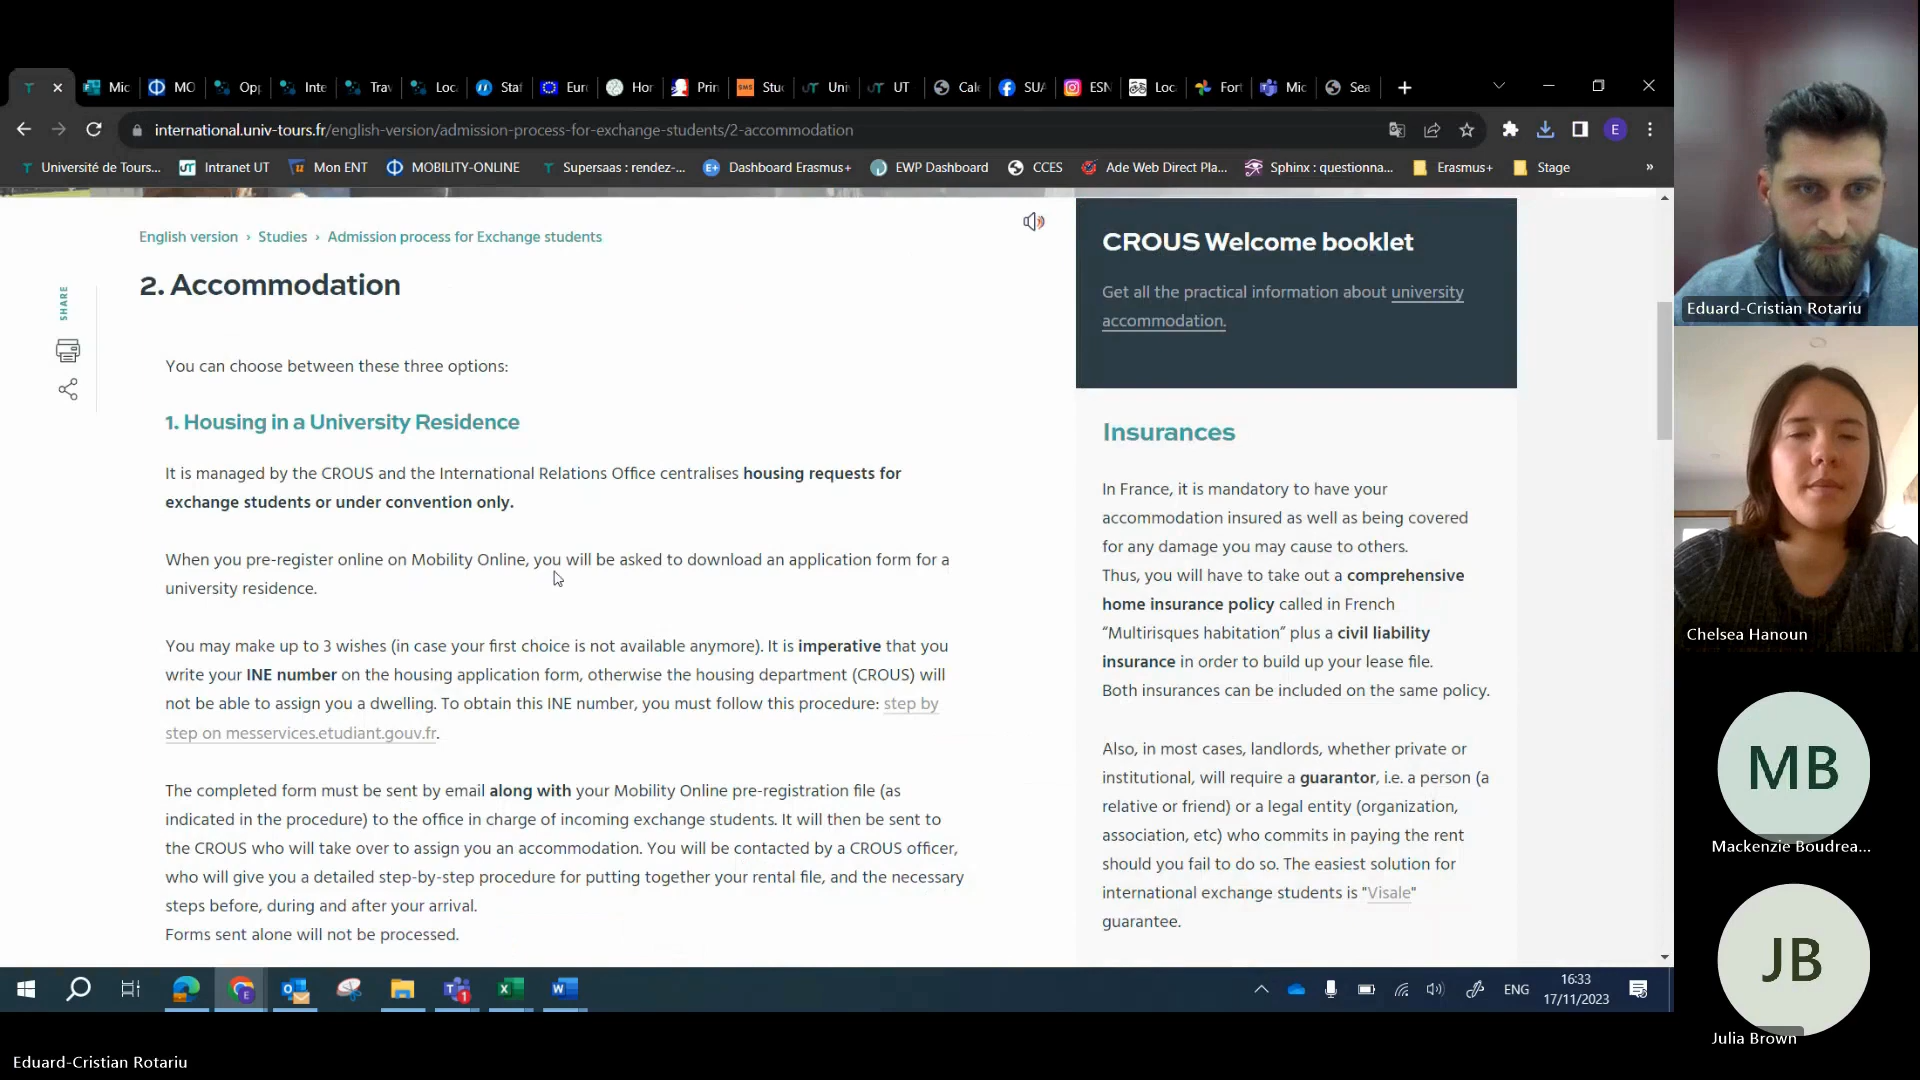 Mic
MO
Opp
Inte
Trav
Loc
Staf
Eur
Hor
Prin
Stuc
Uni
UT
Cale
SUA
ESN
Loc
Fort
Mic
Sea
international.univ-tours.fr/english-version/admission-process-for-exchange-students/2-accommodation
E
Université de Tours...
Intranet UT
Mon ENT
MOBILITY-ONLINE
Supersaas : rendez-...
Dashboard Erasmus+
EWP Dashboard
CCES
Ade Web Direct Pla...
Sphinx : questionna...
Erasmus+
Stage
»
English version › Studies › Admission process for Exchange students
SHARE
2. Accommodation
You can choose between these three options:
1. Housing in a University Residence
It is managed by the CROUS and the International Relations Office centralises housing requests for
exchange students or under convention only.
When you pre-register online on Mobility Online, you will be asked to download an application form for a
university residence.
You may make up to 3 wishes (in case your first choice is not available anymore). It is imperative that you
write your INE number on the housing application form, otherwise the housing department (CROUS) will
not be able to assign you a dwelling. To obtain this INE number, you must follow this procedure: step by
step on messervices.etudiant.gouv.fr.
The completed form must be sent by email along with your Mobility Online pre-registration file (as
indicated in the procedure) to the office in charge of incoming exchange students. It will then be sent to
the CROUS who will take over to assign you an accommodation. You will be contacted by a CROUS officer,
who will give you a detailed step-by-step procedure for putting together your rental file, and the necessary
steps before, during and after your arrival.
Forms sent alone will not be processed.
CROUS Welcome booklet
Get all the practical information about university
accommodation.
Insurances
In France, it is mandatory to have your
accommodation insured as well as being covered
for any damage you may cause to others.
Thus, you will have to take out a comprehensive
home insurance policy called in French
“Multirisques habitation” plus a civil liability
insurance in order to build up your lease file.
Both insurances can be included on the same policy.
Also, in most cases, landlords, whether private or
institutional, will require a guarantor, i.e. a person (a
relative or friend) or a legal entity (organization,
association, etc) who commits in paying the rent
should you fail to do so. The easiest solution for
international exchange students is "Visale"
guarantee.
ENG
16:33
17/11/2023
Eduard-Cristian Rotariu
Chelsea Hanoun
MB
Mackenzie Boudrea...
JB
Julia Brown
Eduard-Cristian Rotariu